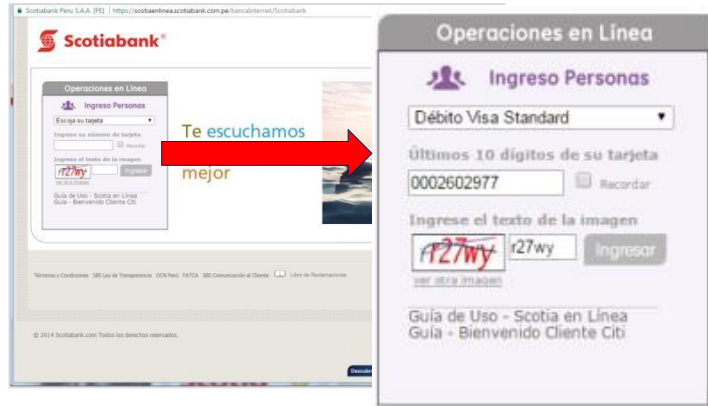 Scotiabank Peru S.A.A. [PE] | https://scotiaenlinea.scotiabank.com.pe/bancaInternet/Scotiabank
Scotiabank®
Operaciones en Línea
Ingreso Personas
Escoja su tarjeta
Ingrese su número de tarjeta
Recordar
Ingrese el texto de la imagen
r27wy
Ingresar
ver otra imagen
Guía de Uso - Scotia en Línea
Guía - Bienvenido Cliente Citi
Te escuchamos
mejor
Términos y Condiciones SBS Ley de Transparencia OCN Perú FATCA SBS Comunicación al Cliente Libro de Reclamaciones
© 2014 Scotiabank.com Todos los derechos reservados.
Operaciones en Línea
Ingreso Personas
Débito Visa Standard
Últimos 10 dígitos de su tarjeta
0002602977
Recordar
Ingrese el texto de la imagen
r27wy
r27wy
Ingresar
ver otra imagen
Guía de Uso - Scotia en Línea
Guía - Bienvenido Cliente Citi